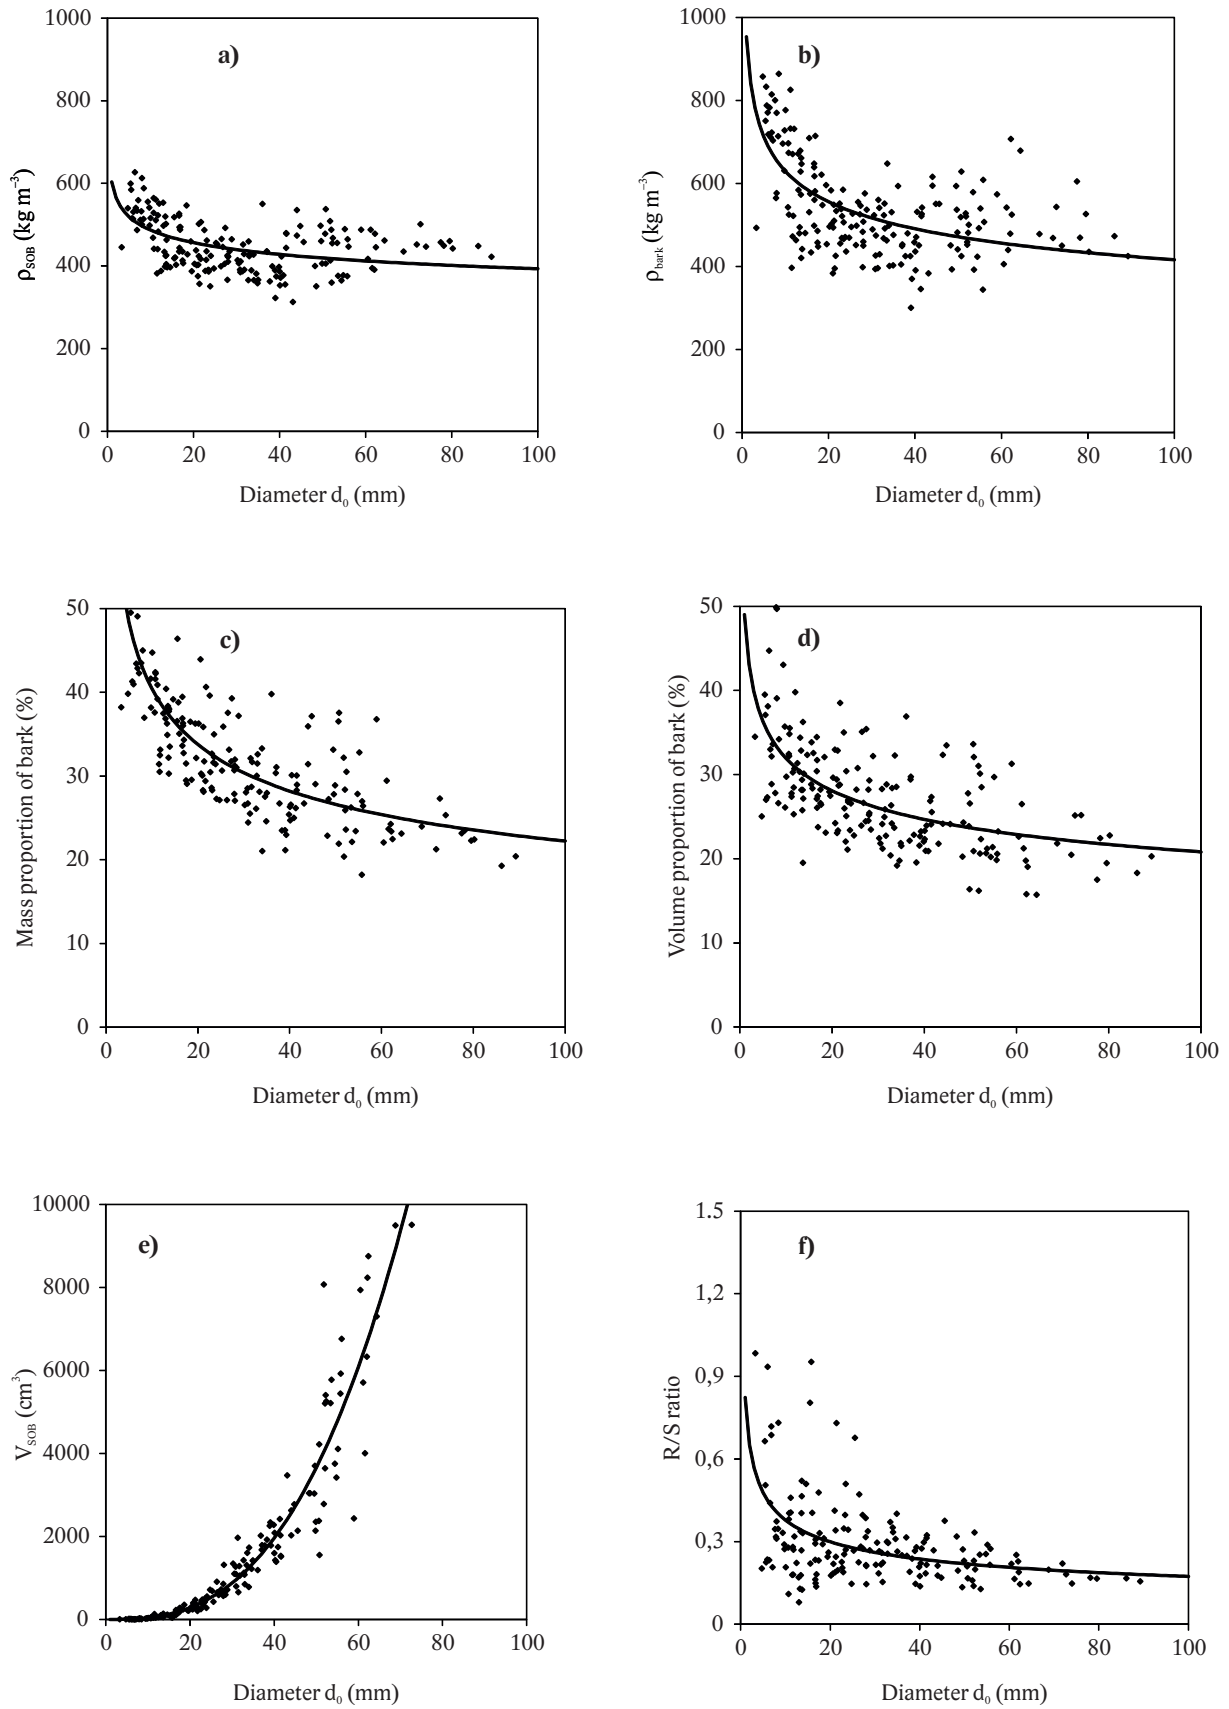 a)
1000
800
600
400
200
0
0 20 40 60 80 100
ρSOB (kg m⁻³)
Diameter d₀ (mm)
b)
1000
800
600
400
200
0
0 20 40 60 80 100
ρbark (kg m⁻³)
Diameter d₀ (mm)
c)
50
40
30
20
10
0
0 20 40 60 80 100
Mass proportion of bark (%)
Diameter d₀ (mm)
d)
50
40
30
20
10
0
0 20 40 60 80 100
Volume proportion of bark (%)
Diameter d₀ (mm)
e)
10000
8000
6000
4000
2000
0
0 20 40 60 80 100
VSOB (cm³)
Diameter d₀ (mm)
f)
1.5
1,2
0,9
0,6
0.3
0
0 20 40 60 80 100
R/S ratio
Diameter d₀ (mm)